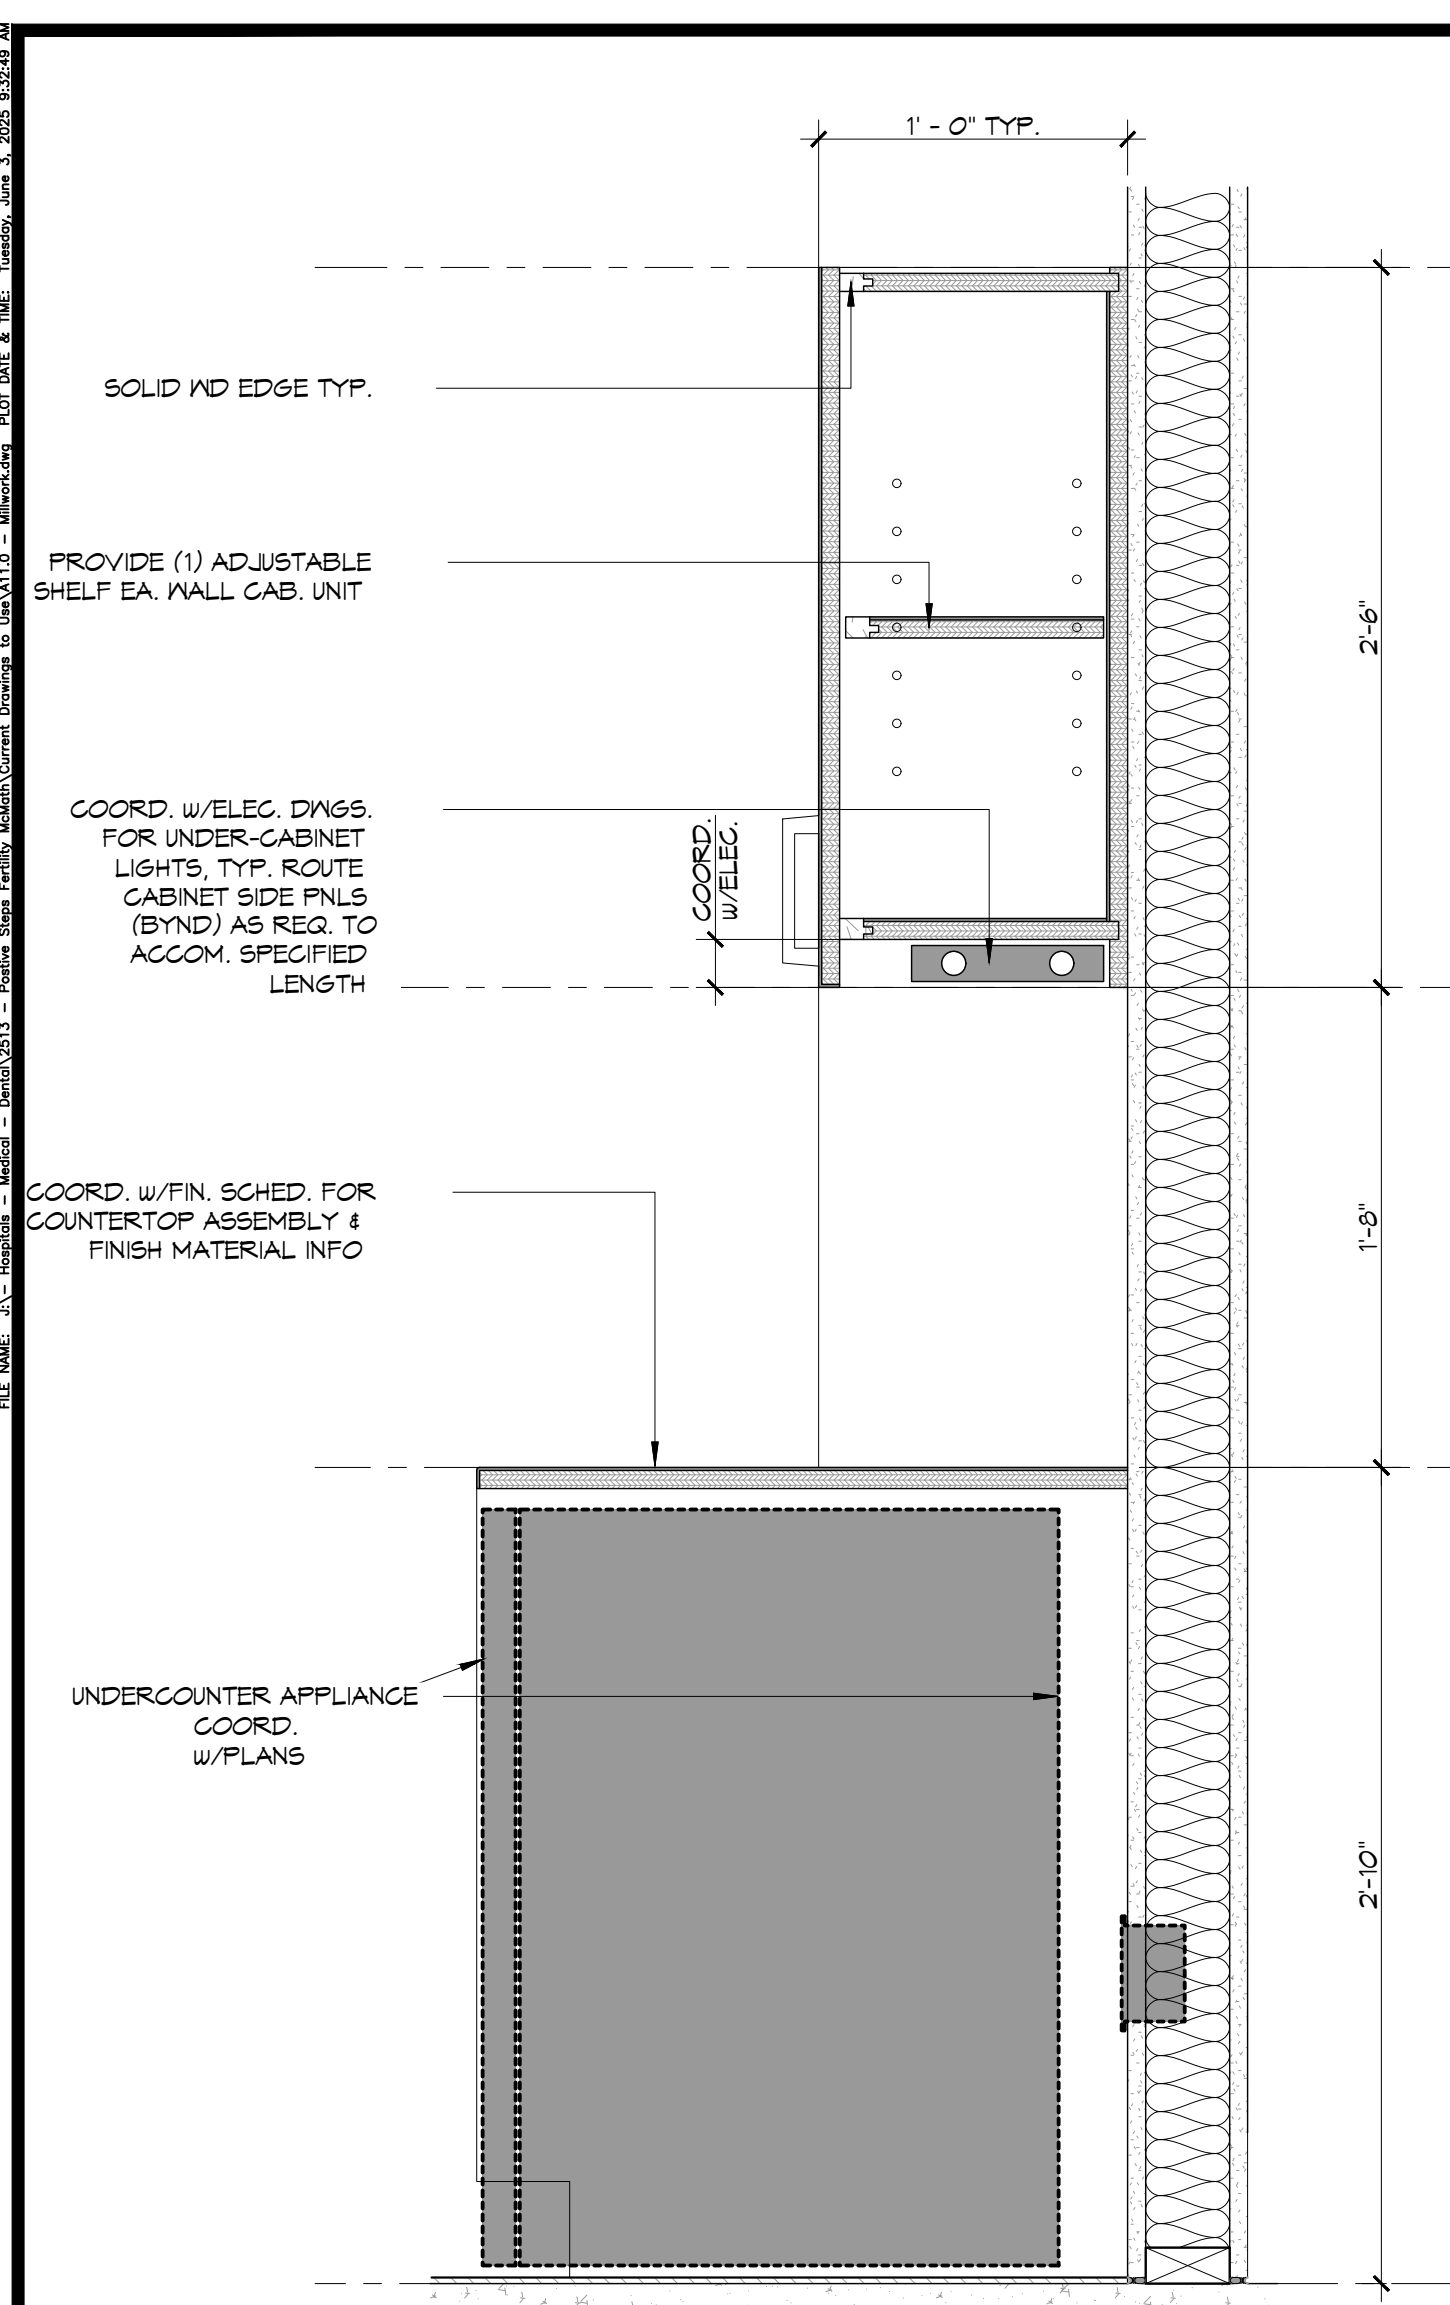 FILE NAME: J:\- Hospitals - Medical - Dental\2513 - Postive Steps Fertility McMath\Current Drawings to Use\A11.0 - Millwork.dwg PLOT DATE & TIME: Tuesday, June 3, 2025 9:32:49 AM
1' - 0" TYP.
SOLID WD EDGE TYP.
PROVIDE (1) ADJUSTABLE
SHELF EA. WALL CAB. UNIT
2'-6"
COORD. w/ELEC. DWGS.
FOR UNDER-CABINET
LIGHTS, TYP. ROUTE
CABINET SIDE PNLS
(BYND) AS REQ. TO
ACCOM. SPECIFIED
LENGTH
COORD.
w/ELEC.
COORD. w/FIN. SCHED. FOR
COUNTERTOP ASSEMBLY &
FINISH MATERIAL INFO
1'-8"
UNDERCOUNTER APPLIANCE
COORD.
w/PLANS
2'-10"